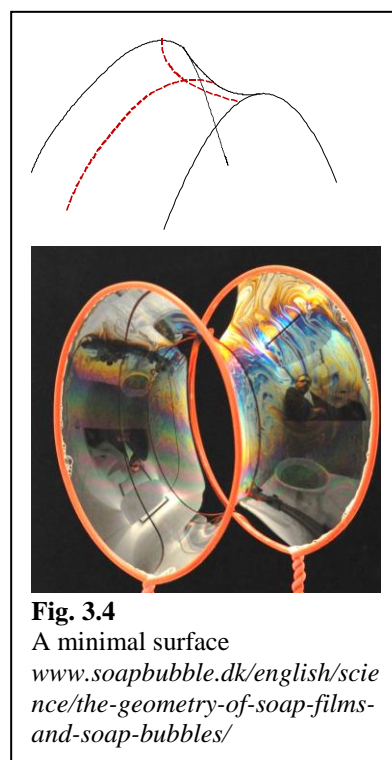 Fig. 3.4
A minimal surface
www.soapbubble.dk/english/scie
nce/the-geometry-of-soap-films-
and-soap-bubbles/